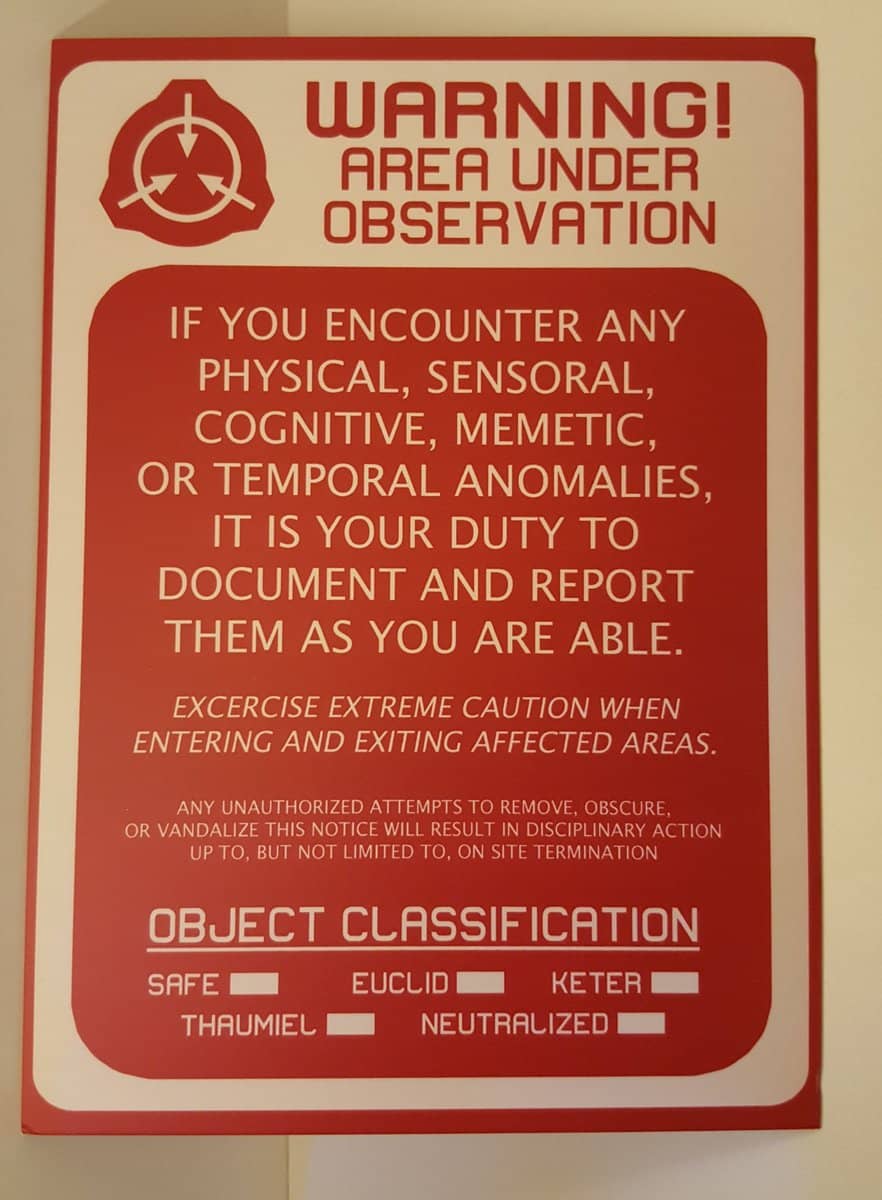 WARNING!
AREA UNDER
OBSERVATION
IF YOU ENCOUNTER ANY
PHYSICAL, SENSORAL,
COGNITIVE, MEMETIC,
OR TEMPORAL ANOMALIES,
IT IS YOUR DUTY TO
DOCUMENT AND REPORT
THEM AS YOU ARE ABLE.
EXCERCISE EXTREME CAUTION WHEN
ENTERING AND EXITING AFFECTED AREAS.
ANY UNAUTHORIZED ATTEMPTS TO REMOVE, OBSCURE,
OR VANDALIZE THIS NOTICE WILL RESULT IN DISCIPLINARY ACTION
UP TO, BUT NOT LIMITED TO, ON SITE TERMINATION
OBJECT CLASSIFICATION
SAFE EUCLID KETER
THAUMIEL NEUTRALIZED